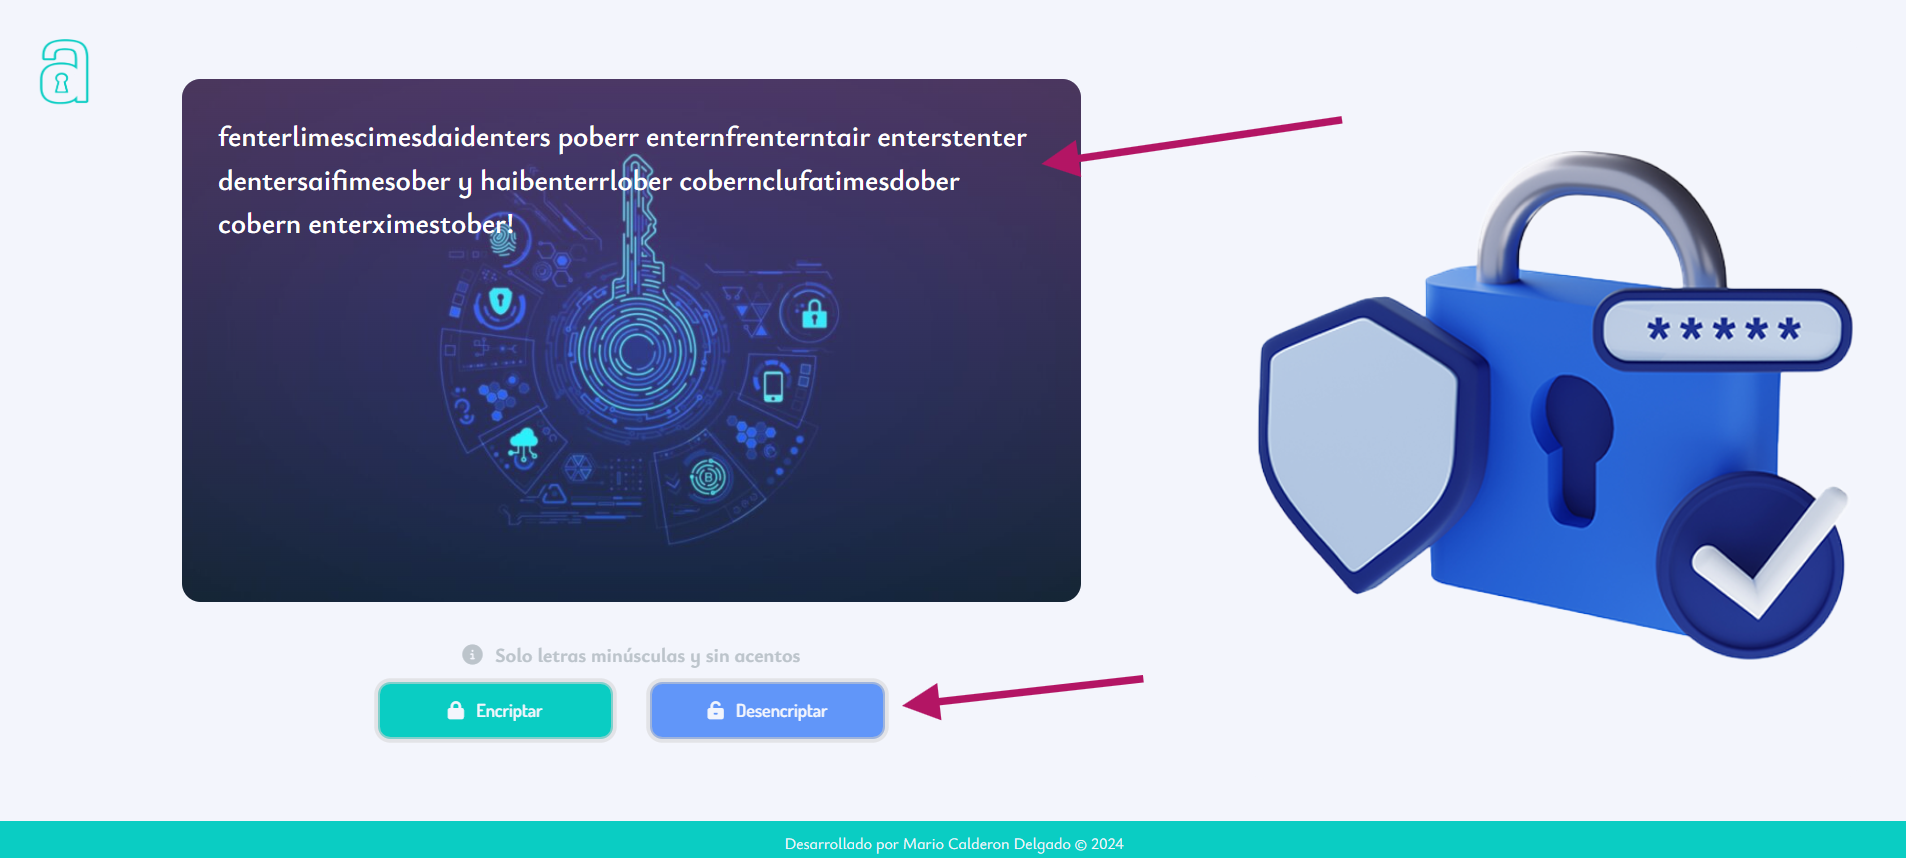 a
fenterlimescimesdaidenters poberr enternfrenterntair enterstenter
dentersaifimesober y haibenterrlober cobernclufatimesdober
cobern enterximestober!
*****
Solo letras minúsculas y sin acentos
Encriptar
Desencriptar
Desarrollado por Mario Calderon Delgado © 2024